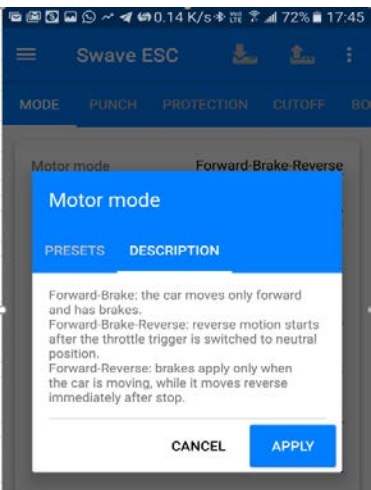 0.14 K/s 72% 17:45
Swave ESC
MODE PUNCH PROTECTION CUTOFF BO
Motor mode Forward-Brake-Reverse
Motor mode
PRESETS DESCRIPTION
Forward-Brake: the car moves only forward
and has brakes.
Forward-Brake-Reverse: reverse motion starts
after the throttle trigger is switched to neutral
position.
Forward-Reverse: brakes apply only when
the car is moving, while it moves reverse
immediately after stop.
CANCEL APPLY